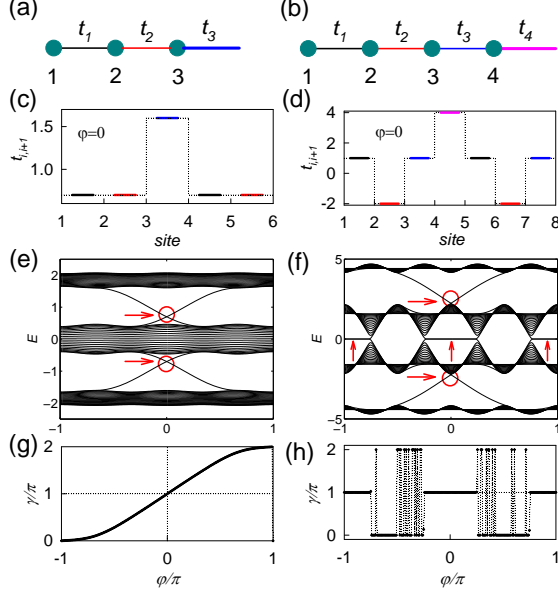 (a)
t1 t2 t3
1 2 3
(b)
t1 t2 t3 t4
1 2 3 4
(c)
1.5
1.0
φ=0
ti,i+1
1 2 3 4 5 6
site
(d)
4
2
0
-2
φ=0
ti,i+1
1 2 3 4 5 6 7 8
site
(e)
2
1
0
−1
−2
E
−1 0 1
(f)
5
0
−5
E
−1 0 1
(g)
2
1
0
γ/π
-1 0 1
φ/π
(h)
2
1
0
γ/π
-1 0 1
φ/π